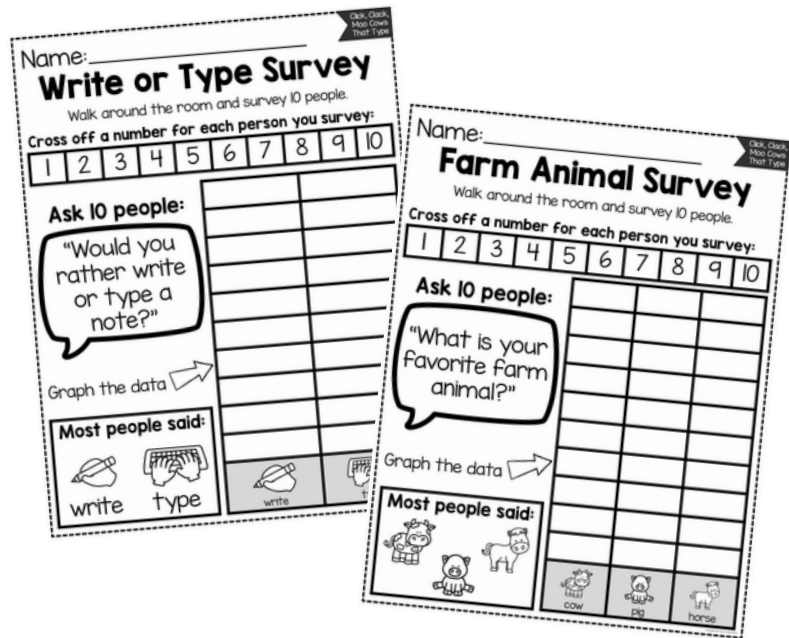 Click, Clack,
Moo Cows
That Type
Name:
Write or Type Survey
Walk around the room and survey 10 people.
Cross off a number for each person you survey:
1 2 3 4 5 6 7 8 9 10
Ask 10 people:
"Would you
rather write
or type a
note?"
Graph the data
Most people said:
write type
write
Click, Clack,
Moo Cows
That Type
Name:
Farm Animal Survey
Walk around the room and survey 10 people.
Cross off a number for each person you survey:
1 2 3 4 5 6 7 8 9 10
Ask 10 people:
"What is your
favorite farm
animal?"
Graph the data
Most people said:
cow pig horse